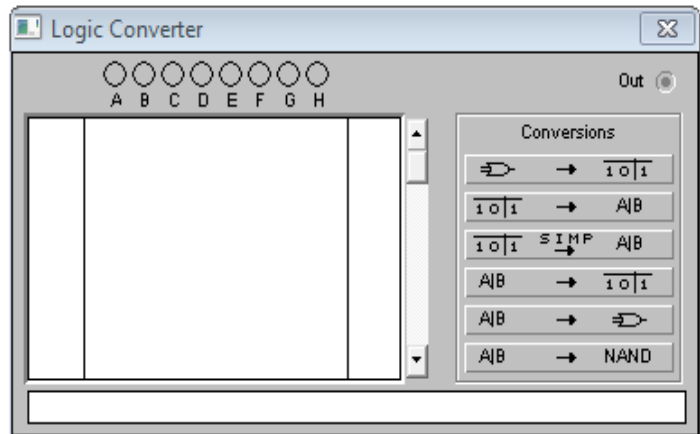 Logic Converter
Out
A B C D E F G H
Conversions
→ 1 0 1
1 0 1 → A|B
1 0 1 SIMP → A|B
A|B → 1 0 1
A|B →
A|B → NAND